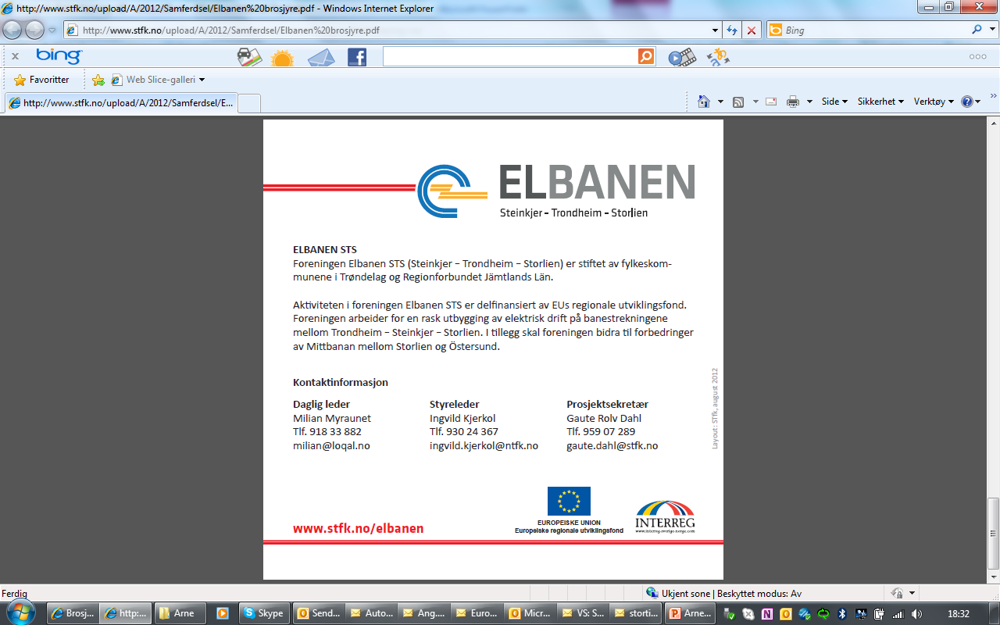 http://www.stfk.no/upload/A/2012/Samferdsel/Elbanen%20brosjyre.pdf - Windows Internet Explorer
http://www.stfk.no/upload/A/2012/Samferdsel/Elbanen%20brosjyre.pdf
Bing
x bing
Favoritter Web Slice-galleri
http://www.stfk.no/upload/A/2012/Samferdsel/E...
Side Sikkerhet Verktøy
ELBANEN
Steinkjer – Trondheim – Storlien
ELBANEN STS
Foreningen Elbanen STS (Steinkjer – Trondheim – Storlien) er stiftet av fylkeskom-
munene i Trøndelag og Regionforbundet Jämtlands Län.
Aktiviteten i foreningen Elbanen STS er delfinansiert av EUs regionale utviklingsfond.
Foreningen arbeider for en rask utbygging av elektrisk drift på banestrekningene
mellom Trondheim – Steinkjer – Storlien. I tillegg skal foreningen bidra til forbedringer
av Mittbanan mellom Storlien og Östersund.
Kontaktinformasjon
Daglig leder
Milian Myraunet
Tlf. 918 33 882
milian@loqal.no
Styreleder
Ingvild Kjerkol
Tlf. 930 24 367
ingvild.kjerkol@ntfk.no
Prosjektsekretær
Gaute Rolv Dahl
Tlf. 959 07 289
gaute.dahl@stfk.no
Layout: STfk, august 2012
www.stfk.no/elbanen
EUROPEISKE UNION
Europeiske regionale utviklingsfond
INTERREG
www.interreg-sverige-norge.com
Ferdig
Ukjent sone | Beskyttet modus: Av
Brosj... http:... Arne Skype Send... Auto... Ang.... Euro... Micr... VS: S... storti... Arne... 18:32